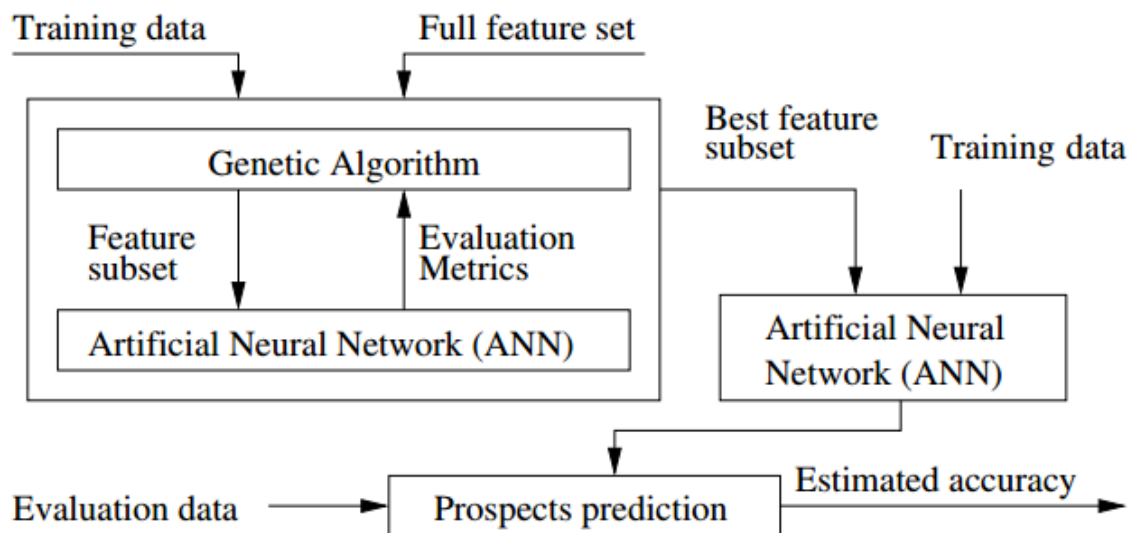 Training data
Full feature set
Genetic Algorithm
Feature
subset
Evaluation
Metrics
Artificial Neural Network (ANN)
Best feature
subset
Training data
Artificial Neural
Network (ANN)
Evaluation data
Prospects prediction
Estimated accuracy